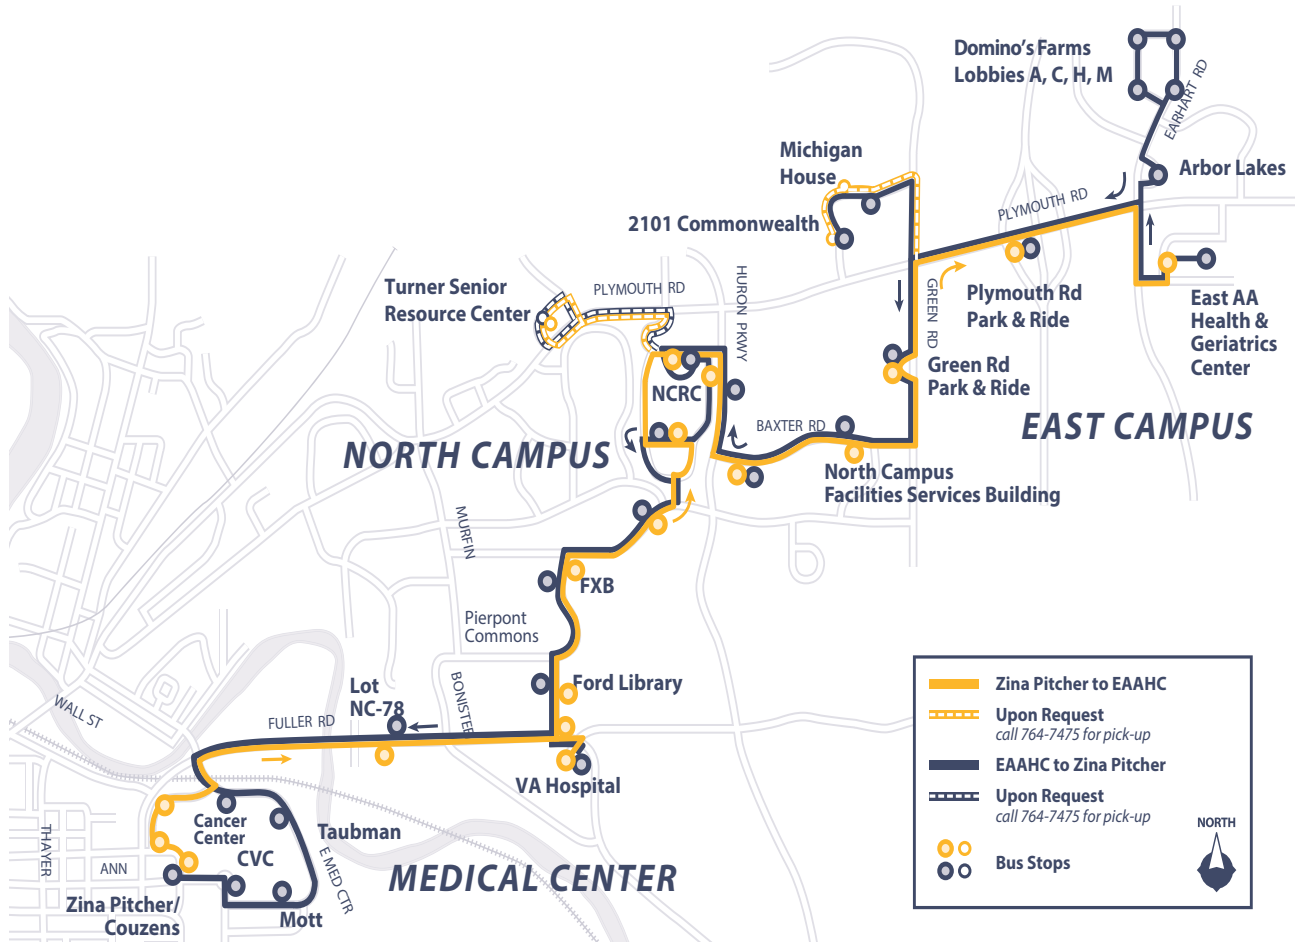 Domino's Farms
Lobbies A, C, H, M
EARHART RD
Michigan
House
Arbor Lakes
PLYMOUTH RD
2101 Commonwealth
Turner Senior
Resource Center
PLYMOUTH RD
HURON PKWY
GREEN RD
Plymouth Rd
Park & Ride
East AA
Health &
Geriatrics
Center
Green Rd
Park & Ride
NCRC
BAXTER RD
EAST CAMPUS
NORTH CAMPUS
North Campus
Facilities Services Building
MURFIN
FXB
Pierpont
Commons
Ford Library
Lot
NC-78
BONISTEEL
WALL ST
FULLER RD
VA Hospital
Cancer
Center
Taubman
THAYER
ANN
CVC
E MED CTR
MEDICAL CENTER
Zina Pitcher/
Couzens
Mott
Zina Pitcher to EAAHC
Upon Request
call 764-7475 for pick-up
EAAHC to Zina Pitcher
Upon Request
call 764-7475 for pick-up
Bus Stops
NORTH